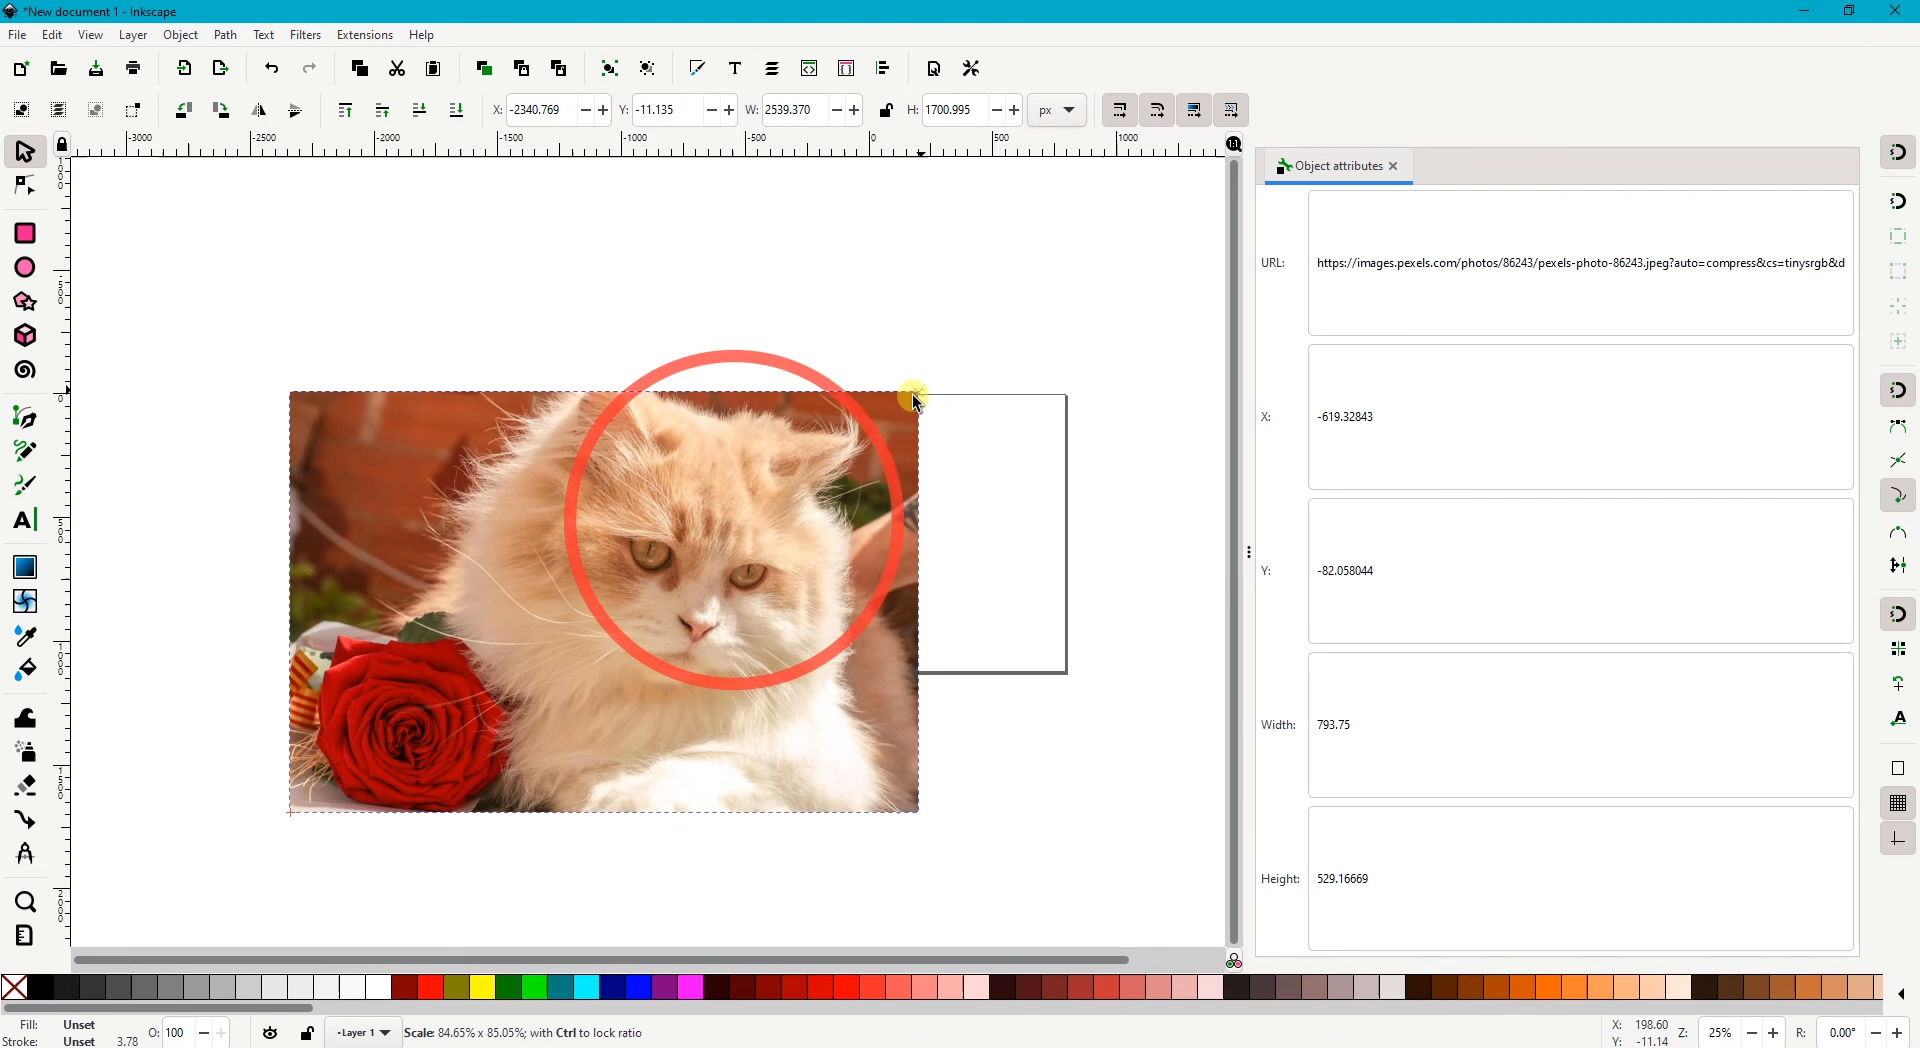 *New document 1 - Inkscape
File Edit View Layer Object Path Text Filters Extensions Help
X: -2340.769 Y: -11.135 W: 2539.370 H: 1700.995 px
-3000 -2500 -2000 -1500 -1000 -500 0 500 1000
Object attributes
URL: https://images.pexels.com/photos/86243/pexels-photo-86243.jpeg?auto=compress&cs=tinysrgb&d
X: -619.32843
Y: -82.058044
Width: 793.75
Height: 529.16669
Fill: Unset
Stroke: Unset 3.78
O: 100
-Layer 1
Scale: 84.65% x 85.05%; with Ctrl to lock ratio
X: 198.60
Y: -11.14
Z: 25%
R: 0.00°